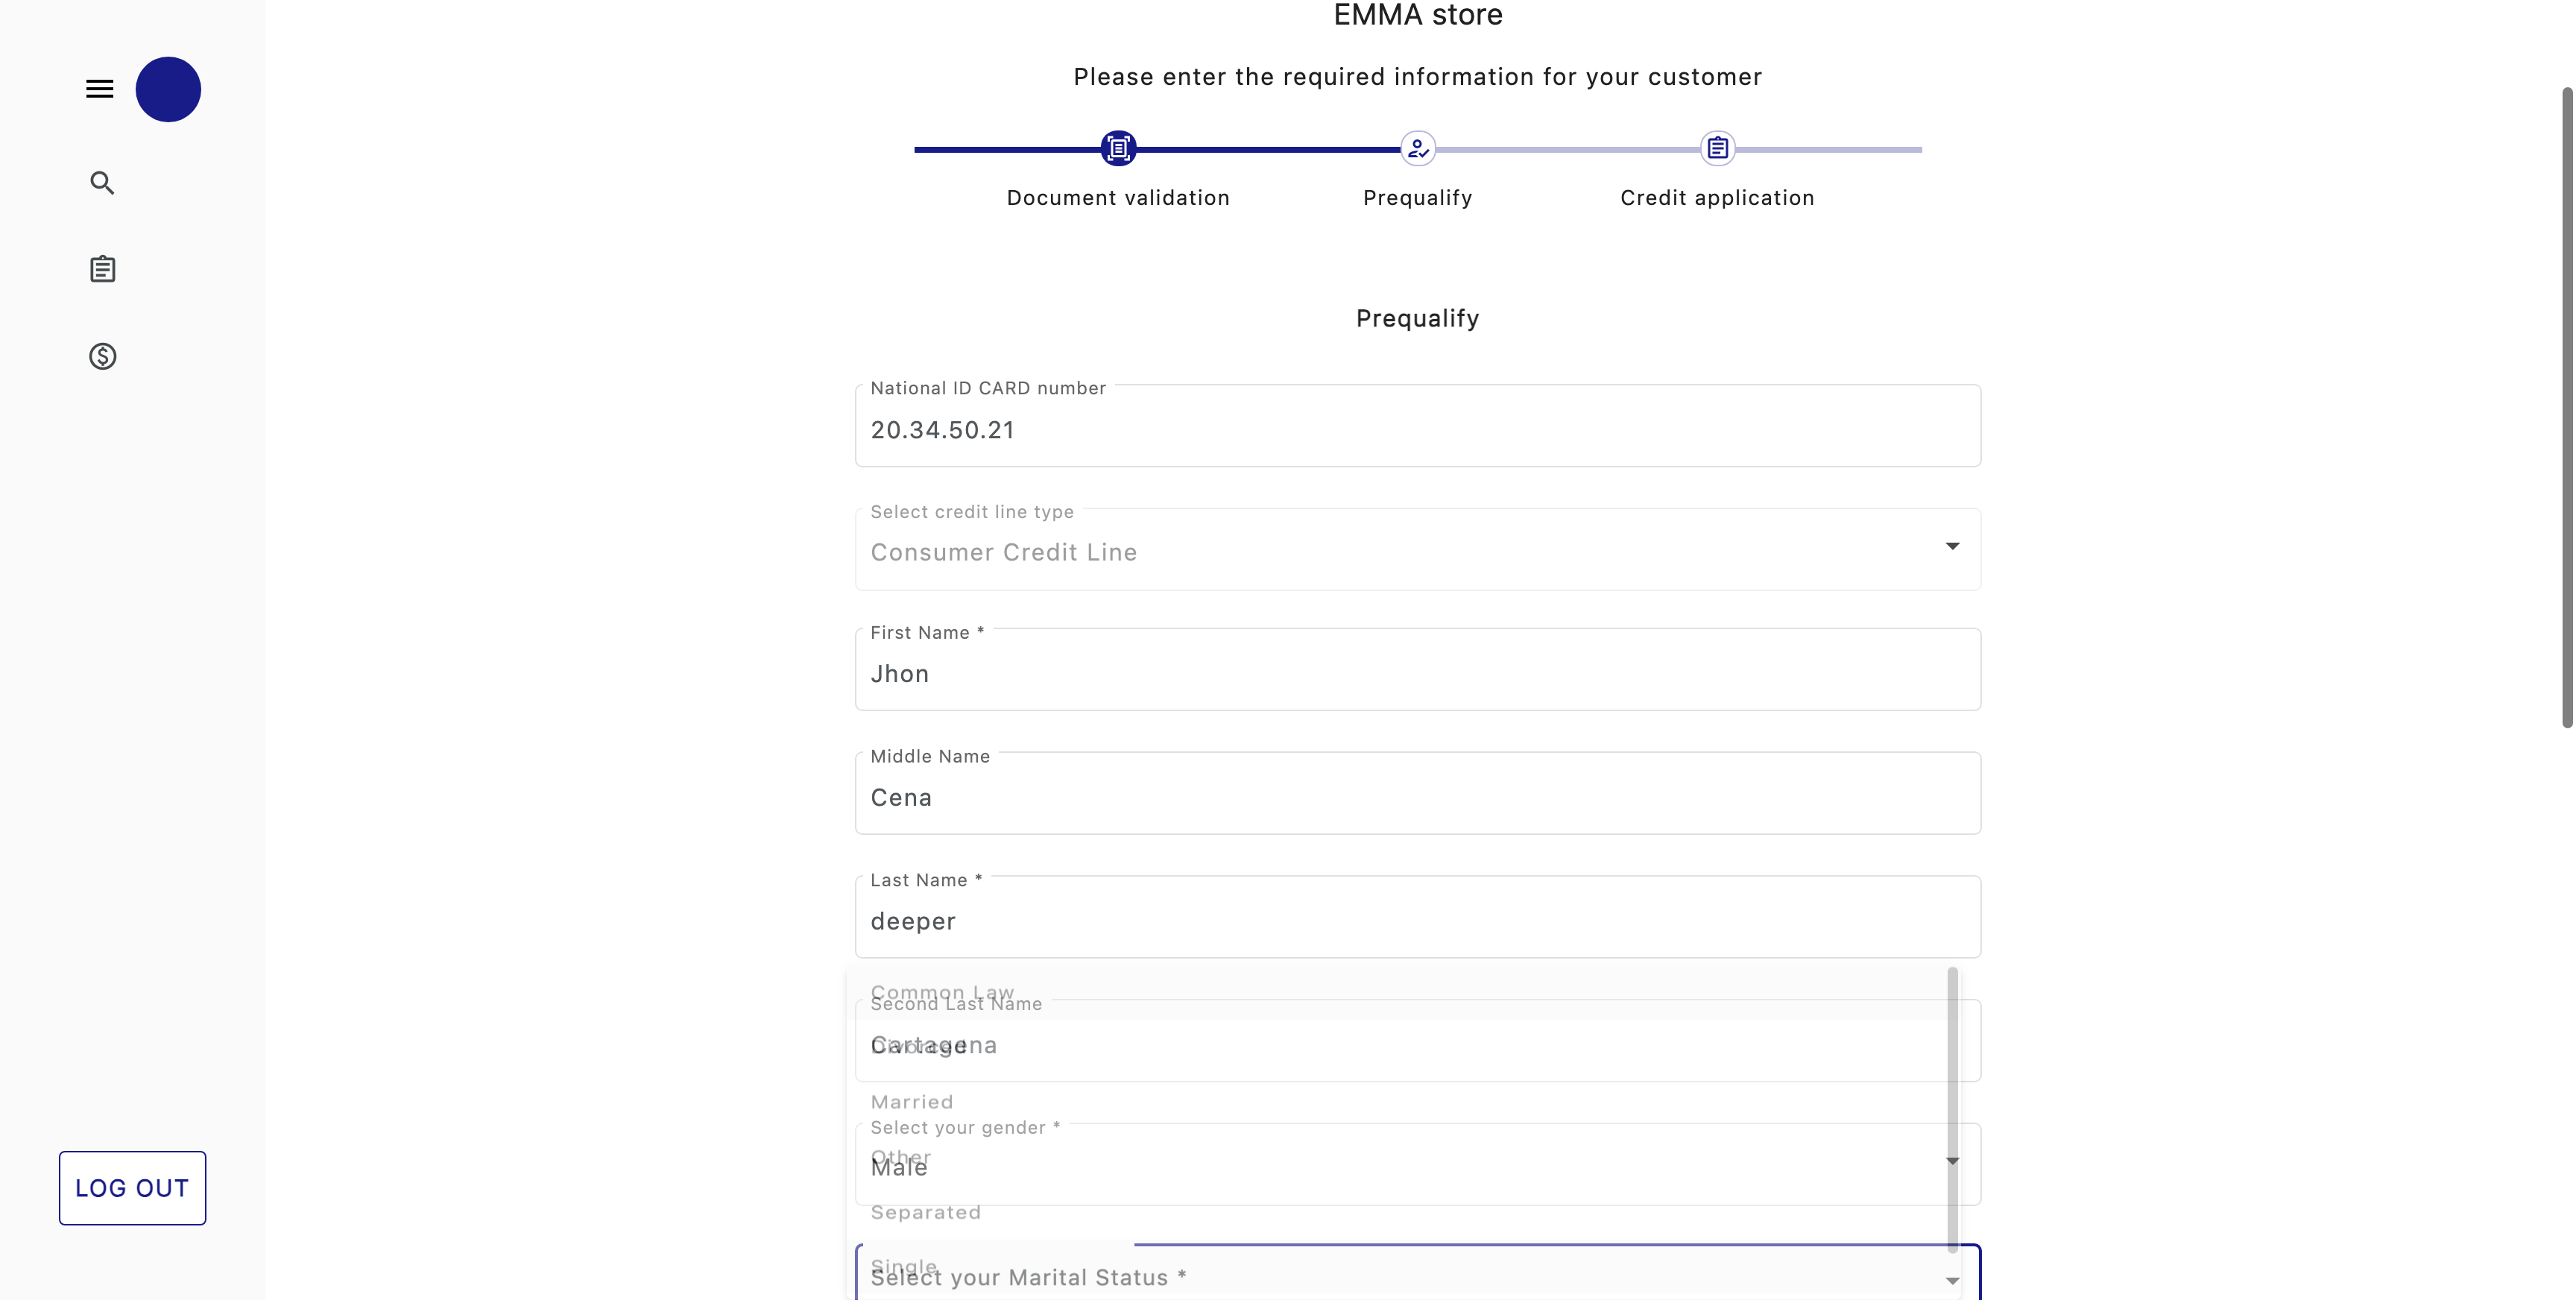 EMMA store
Please enter the required information for your customer
Document validation
Prequalify
Credit application
Prequalify
National ID CARD number
20.34.50.21
Select credit line type
Consumer Credit Line
First Name *
Jhon
Middle Name
Cena
Last Name *
deeper
Common Law
Second Last Name
Cartagena
Divorced
Married
Select your gender *
Other
Male
Separated
Single
Select your Marital Status *
LOG OUT